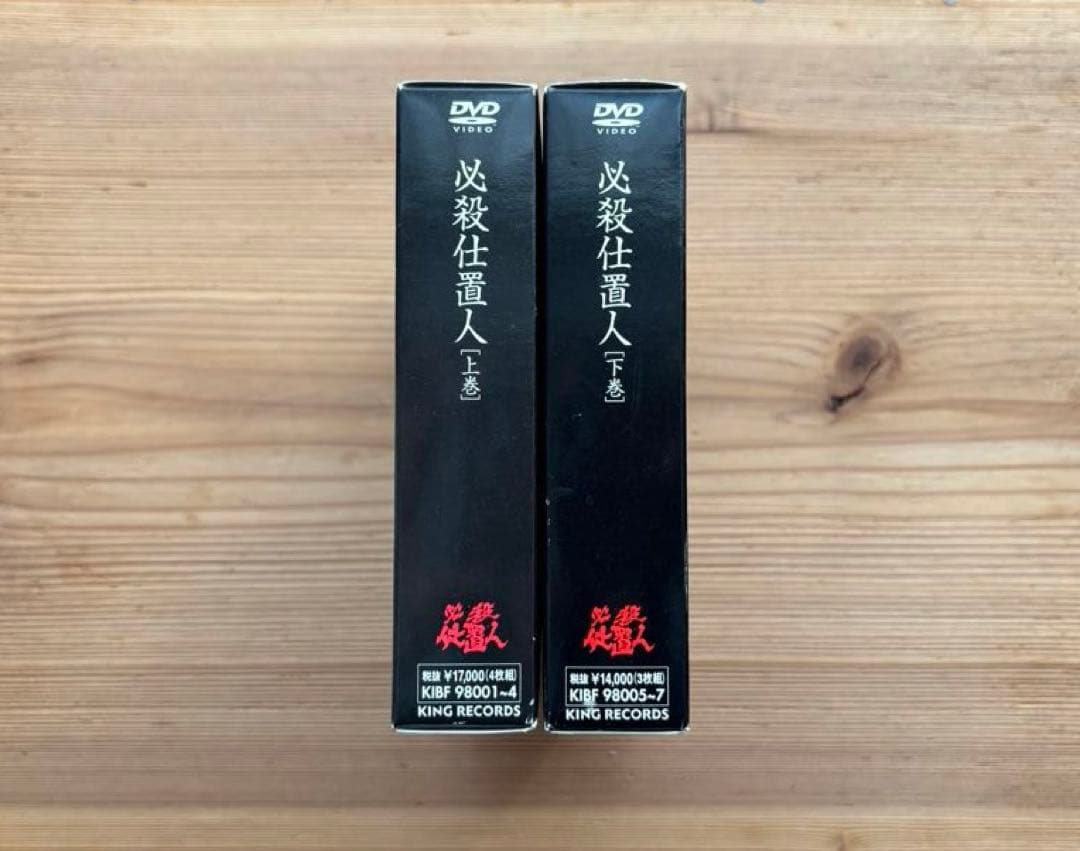 DVD
VIDEO
必殺仕置人[上巻]
必殺
仕置人
税抜 ¥17,000(4枚組)
KIBF 98001~4
KING RECORDS
DVD
VIDEO
必殺仕置人[下巻]
必殺
仕置人
税抜 ¥14,000(3枚組)
KIBF 98005~7
KING RECORDS